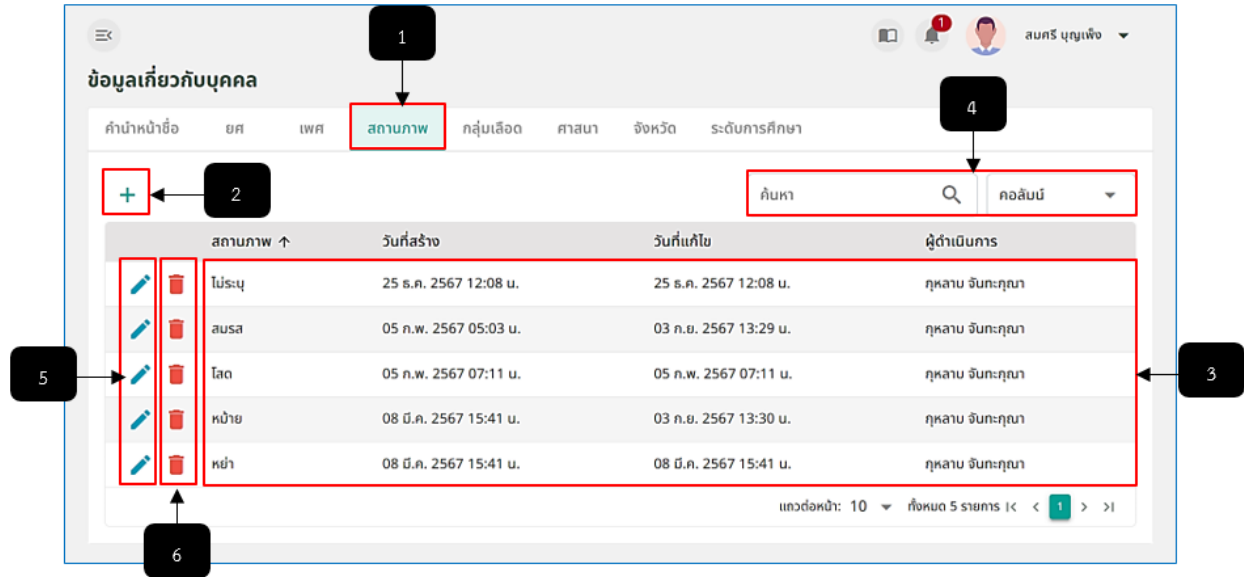 1
1
สมศรี บุญเพ็ง
ข้อมูลเกี่ยวกับบุคคล
4
คำนำหน้าชื่อ ยศ เพศ สถานภาพ กลุ่มเลือด ศาสนา จังหวัด ระดับการศึกษา
+ 2 ค้นหา คอลัมน์
สถานภาพ ↑ วันที่สร้าง วันที่แก้ไข ผู้ดำเนินการ
ไม่ระบุ 25 ธ.ค. 2567 12:08 น. 25 ธ.ค. 2567 12:08 น. กุหลาบ จันทะกุณา
สมรส 05 ก.พ. 2567 05:03 น. 03 ก.ย. 2567 13:29 น. กุหลาบ จันทะกุณา
5 โสด 05 ก.พ. 2567 07:11 น. 05 ก.พ. 2567 07:11 น. กุหลาบ จันทะกุณา 3
หม้าย 08 มี.ค. 2567 15:41 น. 03 ก.ย. 2567 13:30 น. กุหลาบ จันทะกุณา
หย่า 08 มี.ค. 2567 15:41 น. 08 มี.ค. 2567 15:41 น. กุหลาบ จันทะกุณา
แถวต่อหน้า: 10 ทั้งหมด 5 รายการ |< < 1 > >|
6